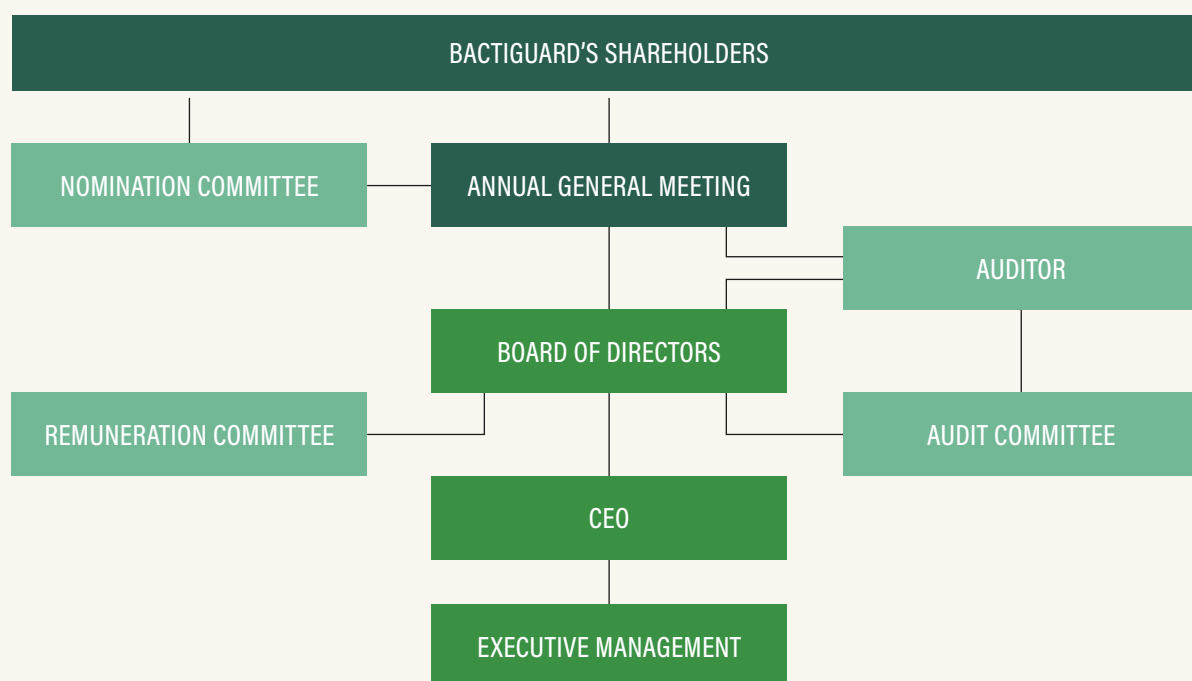 BACTIGUARD’S SHAREHOLDERS
NOMINATION COMMITTEE
ANNUAL GENERAL MEETING
AUDITOR
BOARD OF DIRECTORS
REMUNERATION COMMITTEE
AUDIT COMMITTEE
CEO
EXECUTIVE MANAGEMENT